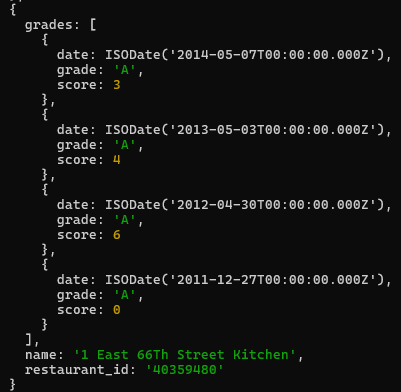 {
  grades: [
    {
      date: ISODate('2014-05-07T00:00:00.000Z'),
      grade: 'A',
      score: 3
    },
    {
      date: ISODate('2013-05-03T00:00:00.000Z'),
      grade: 'A',
      score: 4
    },
    {
      date: ISODate('2012-04-30T00:00:00.000Z'),
      grade: 'A',
      score: 6
    },
    {
      date: ISODate('2011-12-27T00:00:00.000Z'),
      grade: 'A',
      score: 0
    }
  ],
  name: '1 East 66Th Street Kitchen',
  restaurant_id: '40359480'
}